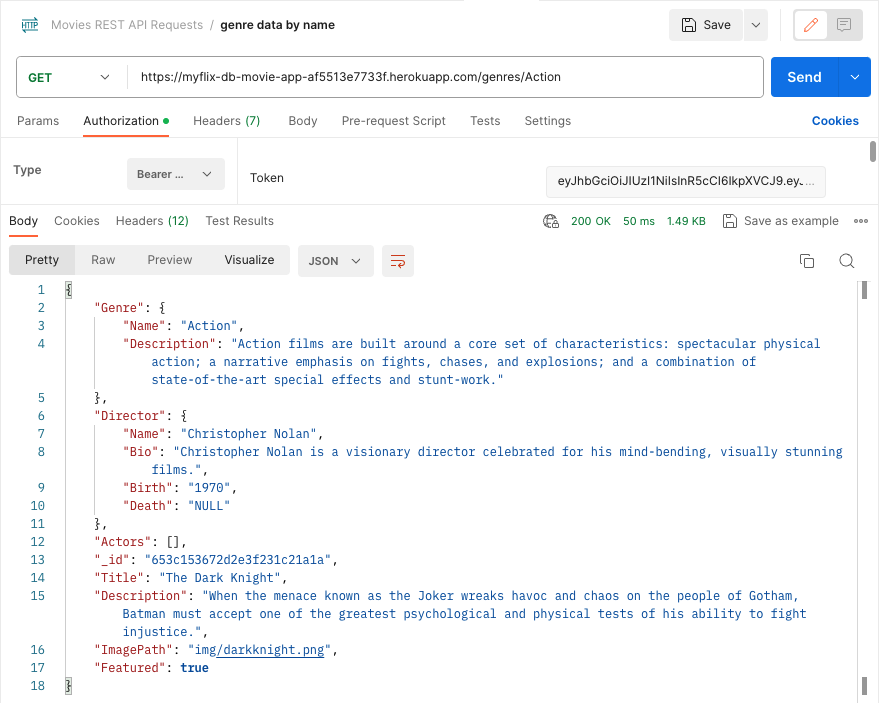 HTTP Movies REST API Requests / genre data by name Save
GET https://myflix-db-movie-app-af5513e7733f.herokuapp.com/genres/Action Send
Params Authorization Headers (7) Body Pre-request Script Tests Settings Cookies
Type Bearer ... Token eyJhbGciOiJIUzI1NiIsInR5cCI6IkpXVCJ9.ey...
Body Cookies Headers (12) Test Results 200 OK 50 ms 1.49 KB Save as example
Pretty Raw Preview Visualize JSON
1 {
2 "Genre": {
3 "Name": "Action",
4 "Description": "Action films are built around a core set of characteristics: spectacular physical
action; a narrative emphasis on fights, chases, and explosions; and a combination of
state-of-the-art special effects and stunt-work."
5 },
6 "Director": {
7 "Name": "Christopher Nolan",
8 "Bio": "Christopher Nolan is a visionary director celebrated for his mind-bending, visually stunning
films.",
9 "Birth": "1970",
10 "Death": "NULL"
11 },
12 "Actors": [],
13 "_id": "653c153672d2e3f231c21a1a",
14 "Title": "The Dark Knight",
15 "Description": "When the menace known as the Joker wreaks havoc and chaos on the people of Gotham,
Batman must accept one of the greatest psychological and physical tests of his ability to fight
injustice.",
16 "ImagePath": "img/darkknight.png",
17 "Featured": true
18 }